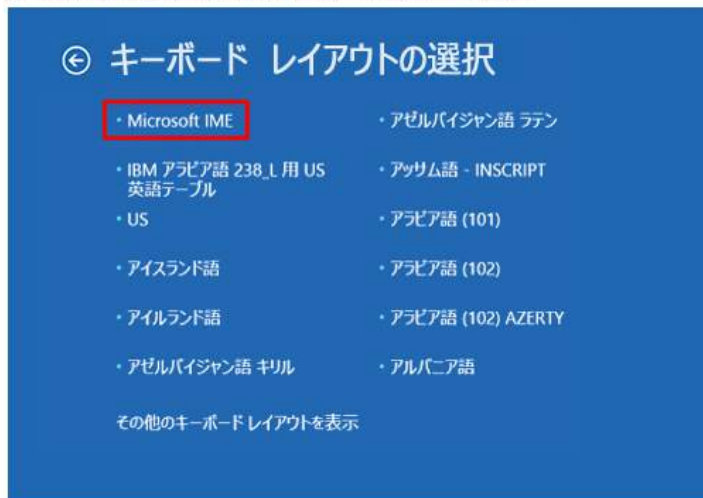 キーボード レイアウトの選択
Microsoft IME
IBM アラビア語 238_L 用 US
英語テーブル
US
アイスランド語
アイルランド語
アゼルバイジャン語 キリル
アゼルバイジャン語 ラテン
アッサム語 - INSCRIPT
アラビア語 (101)
アラビア語 (102)
アラビア語 (102) AZERTY
アルバニア語
その他のキーボード レイアウトを表示